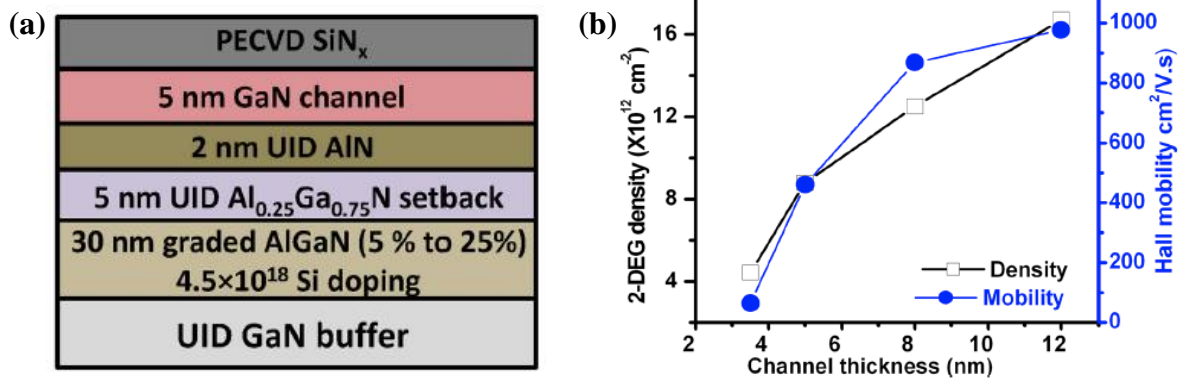 (a)
PECVD SiNx
5 nm GaN channel
2 nm UID AlN
5 nm UID Al0.25Ga0.75N setback
30 nm graded AlGaN (5 % to 25%)
4.5×10^18 Si doping
UID GaN buffer
(b)
2-DEG density (X10^12 cm^-2)
16
12
8
4
2
4
6
8
10
12
Channel thickness (nm)
Density
Mobility
1000
800
600
400
200
0
Hall mobility cm^2/V.s